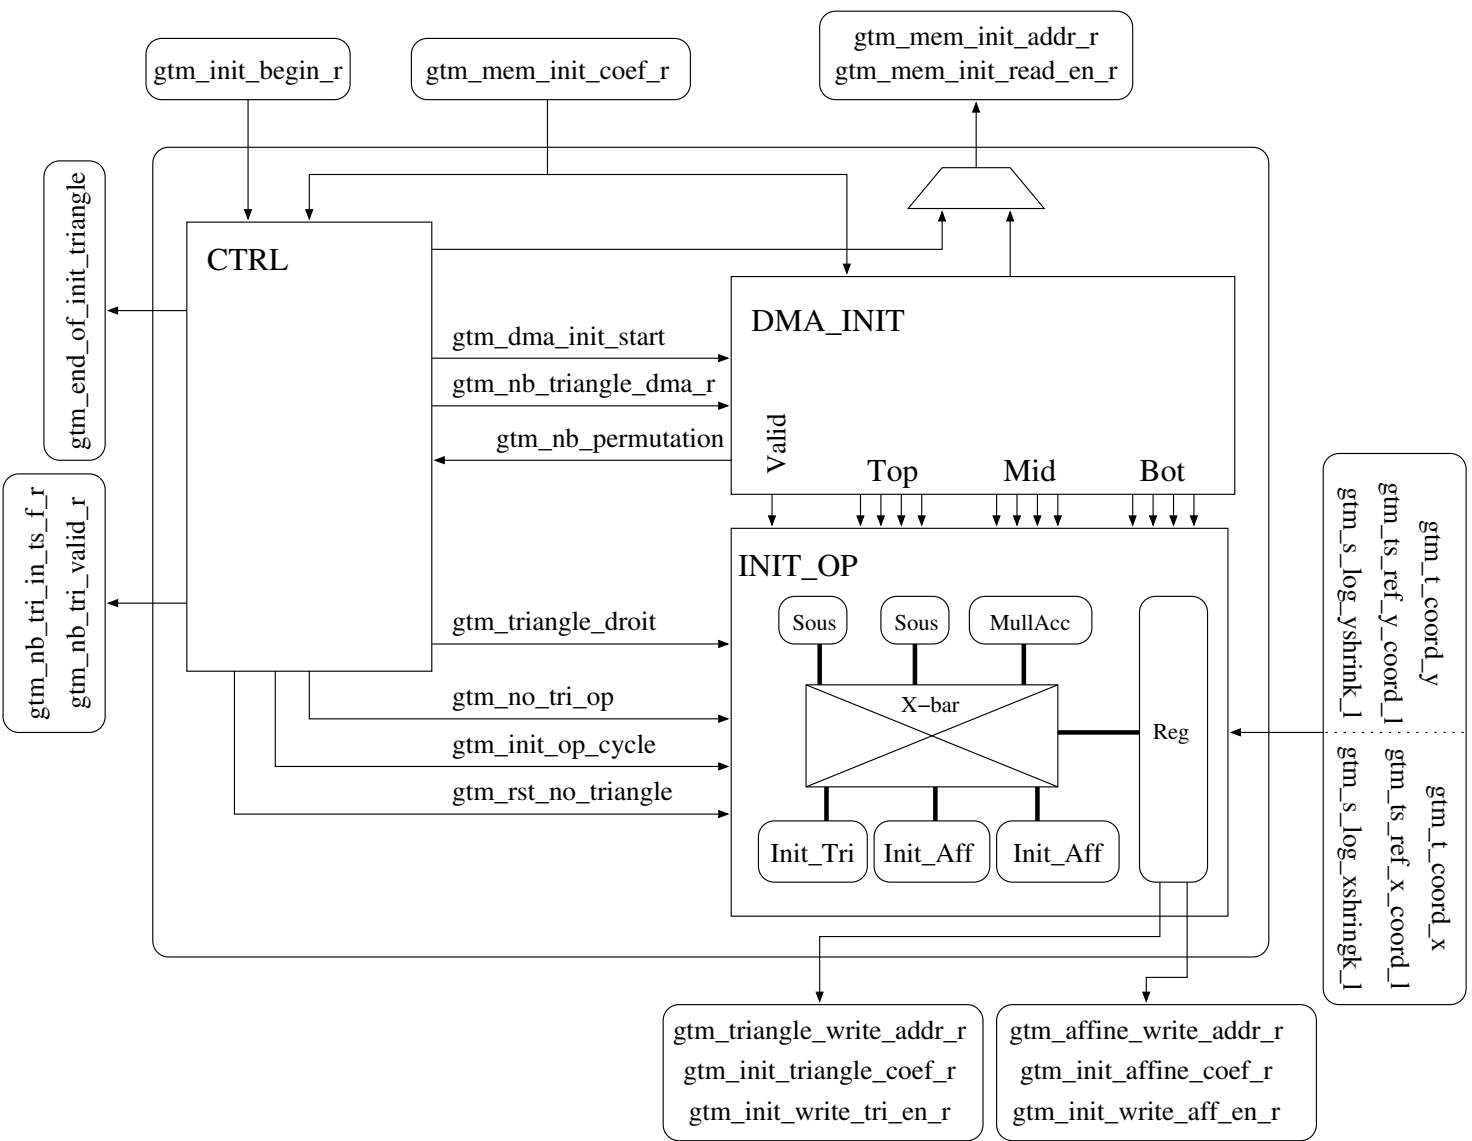 gtm_init_begin_r
gtm_mem_init_coef_r
gtm_mem_init_addr_r
gtm_mem_init_read_en_r
gtm_end_of_init_triangle
CTRL
DMA_INIT
gtm_dma_init_start
gtm_nb_triangle_dma_r
gtm_nb_permutation
Valid
Top
Mid
Bot
gtm_nb_tri_in_ts_f_r
gtm_nb_tri_valid_r
INIT_OP
gtm_triangle_droit
gtm_no_tri_op
gtm_init_op_cycle
gtm_rst_no_triangle
Sous
Sous
MullAcc
X-bar
Reg
Init_Tri
Init_Aff
Init_Aff
gtm_t_coord_y
gtm_ts_ref_y_coord_l
gtm_s_log_yshrink_l
gtm_t_coord_x
gtm_ts_ref_x_coord_l
gtm_s_log_xshringk_l
gtm_triangle_write_addr_r
gtm_init_triangle_coef_r
gtm_init_write_tri_en_r
gtm_affine_write_addr_r
gtm_init_affine_coef_r
gtm_init_write_aff_en_r